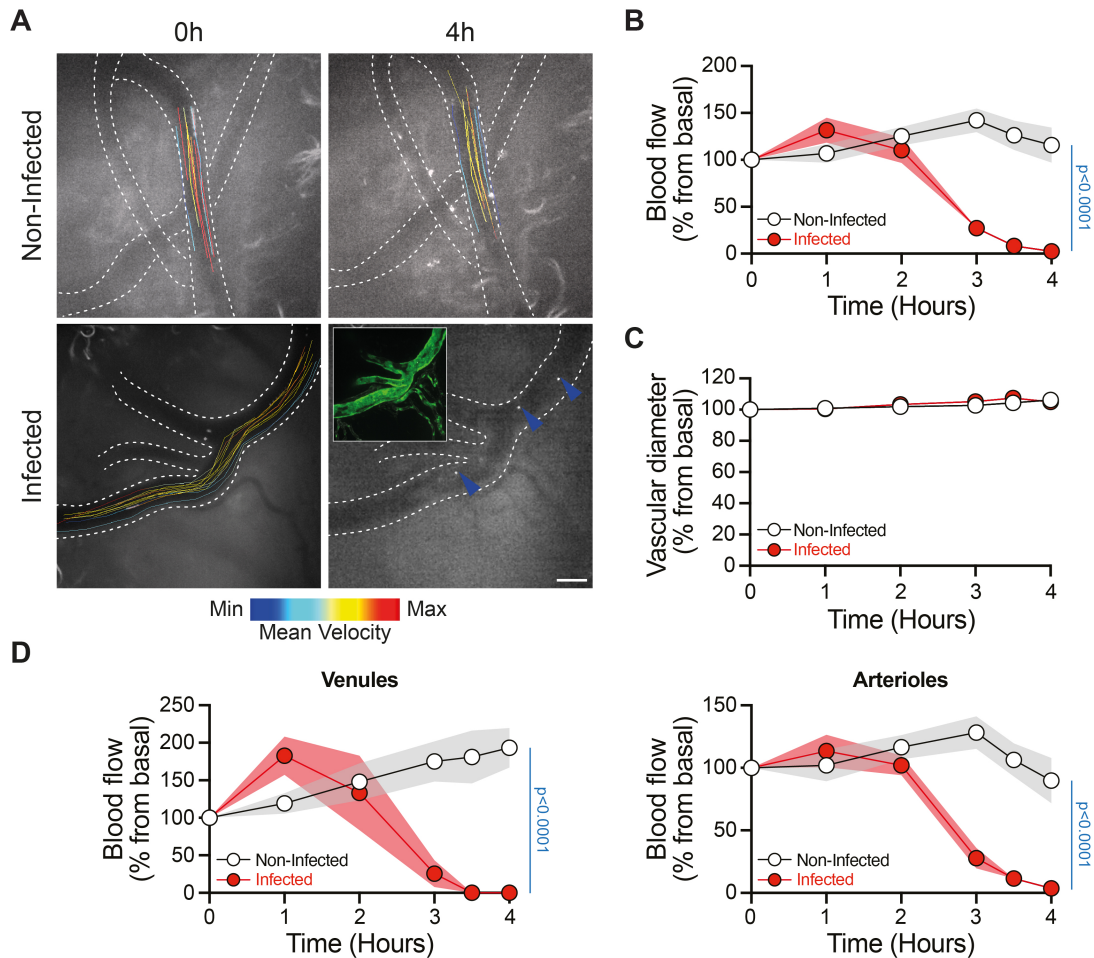 A
0h
4h
Non-Infected
Infected
Min
Max
Mean Velocity
B
Blood flow
(% from basal)
200
150
100
50
0
Non-Infected
Infected
p<0.0001
0 1 2 3 4
Time (Hours)
C
Vascular diameter
(% from basal)
120
100
80
60
40
20
0
Non-Infected
Infected
0 1 2 3 4
Time (Hours)
D
Venules
Blood flow
(% from basal)
250
200
150
100
50
0
Non-Infected
Infected
p<0.0001
0 1 2 3 4
Time (Hours)
Arterioles
Blood flow
(% from basal)
150
100
50
0
Non-Infected
Infected
p<0.0001
0 1 2 3 4
Time (Hours)